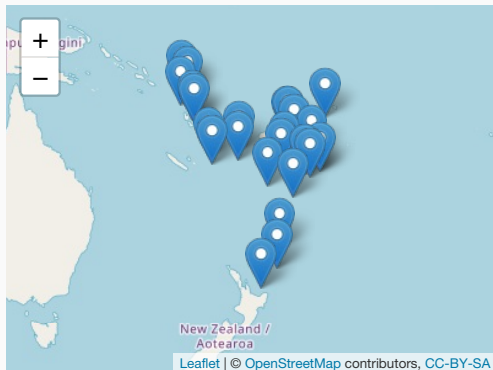 +
−
New Zealand /
Aotearoa
Leaflet | © OpenStreetMap contributors, CC-BY-SA